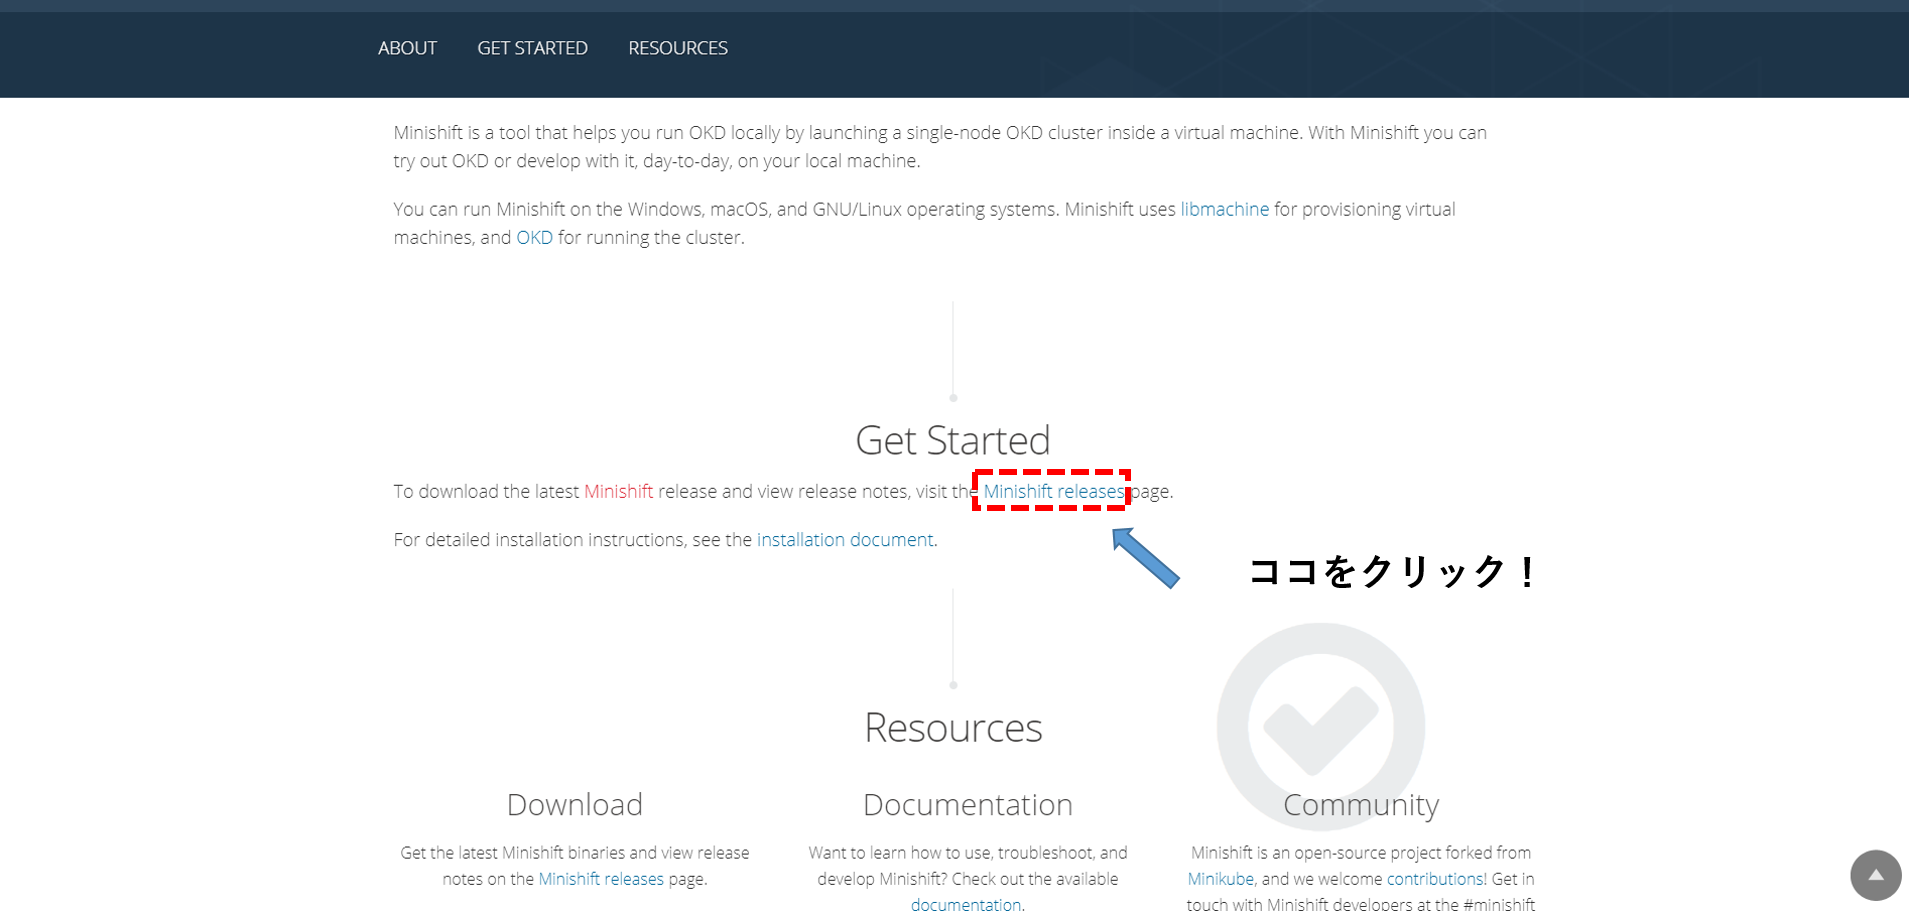 ABOUT GET STARTED RESOURCES
Minishift is a tool that helps you run OKD locally by launching a single-node OKD cluster inside a virtual machine. With Minishift you can
try out OKD or develop with it, day-to-day, on your local machine.
You can run Minishift on the Windows, macOS, and GNU/Linux operating systems. Minishift uses libmachine for provisioning virtual
machines, and OKD for running the cluster.
Get Started
To download the latest Minishift release and view release notes, visit the Minishift releases page.
For detailed installation instructions, see the installation document.
ココをクリック！
Resources
Download
Get the latest Minishift binaries and view release
notes on the Minishift releases page.
Documentation
Want to learn how to use, troubleshoot, and
develop Minishift? Check out the available
documentation.
Community
Minishift is an open-source project forked from
Minikube, and we welcome contributions! Get in
touch with Minishift developers at the #minishift